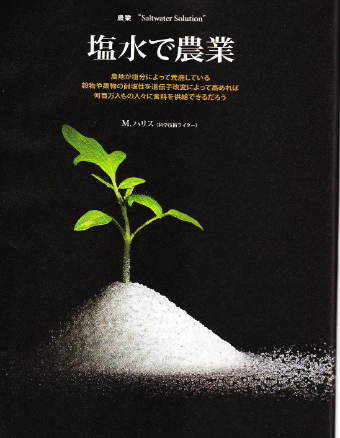 農業 “Saltwater Solution”
塩水で農業
農地が塩分によって荒廃している
穀物や果物の耐塩性を遺伝子改変によって高めれば
何百万人もの人々に食料を供給できるだろう
M. ハリス（科学技術ライター）